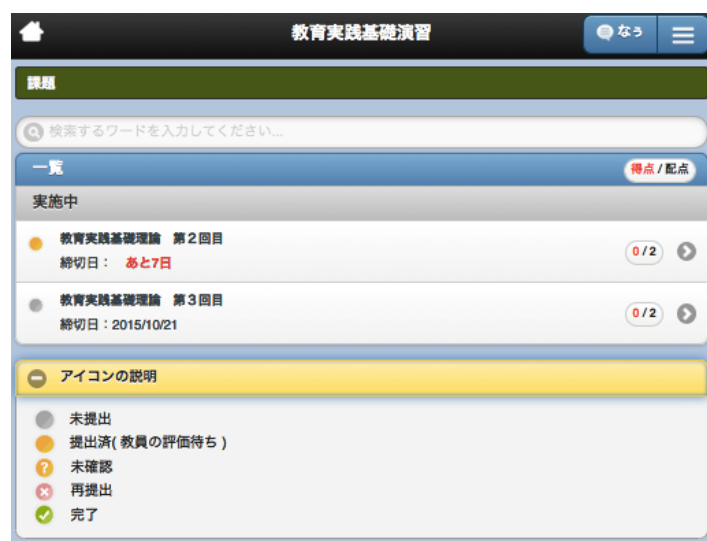 教育実践基礎演習
なぅ
課題
検索するワードを入力してください...
一覧
得点/配点
実施中
教育実践基礎理論　第２回目
0/2
締切日：　あと7日
教育実践基礎理論　第３回目
0/2
締切日：2015/10/21
アイコンの説明
未提出
提出済( 教員の評価待ち )
未確認
再提出
完了